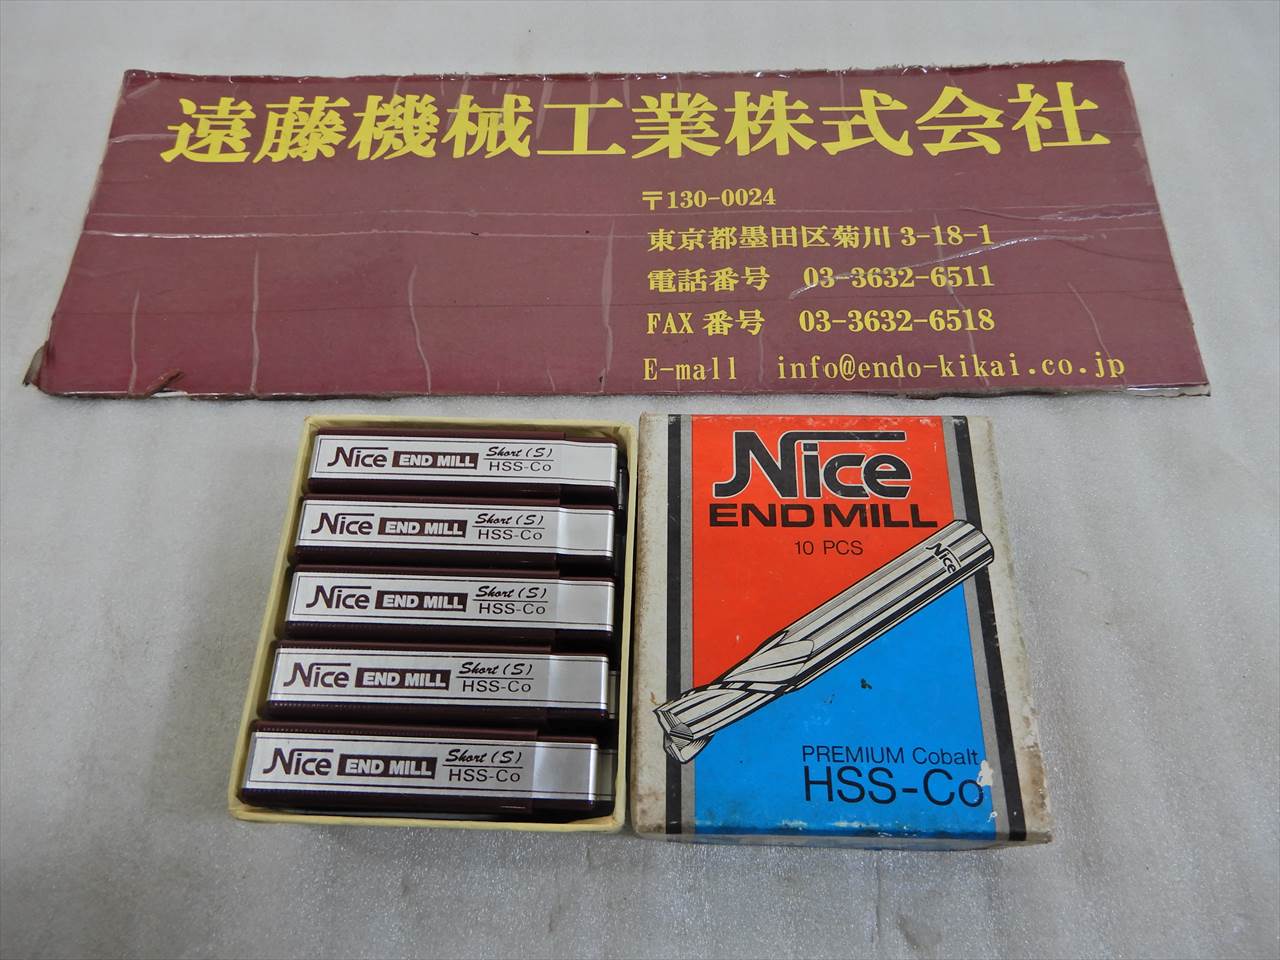 遠藤機械工業株式会社
〒130-0024
東京都墨田区菊川 3-18-1
電話番号 03-3632-6511
FAX 番号 03-3632-6518
E-mall info@endo-kikai.co.jp
Nice END MILL Short (S) HSS-Co
Nice END MILL Short (S) HSS-Co
Nice END MILL Short (S) HSS-Co
Nice END MILL Short (S) HSS-Co
Nice END MILL Short (S) HSS-Co
Nice
END MILL
10 PCS
Nice
PREMIUM Cobalt
HSS-Co